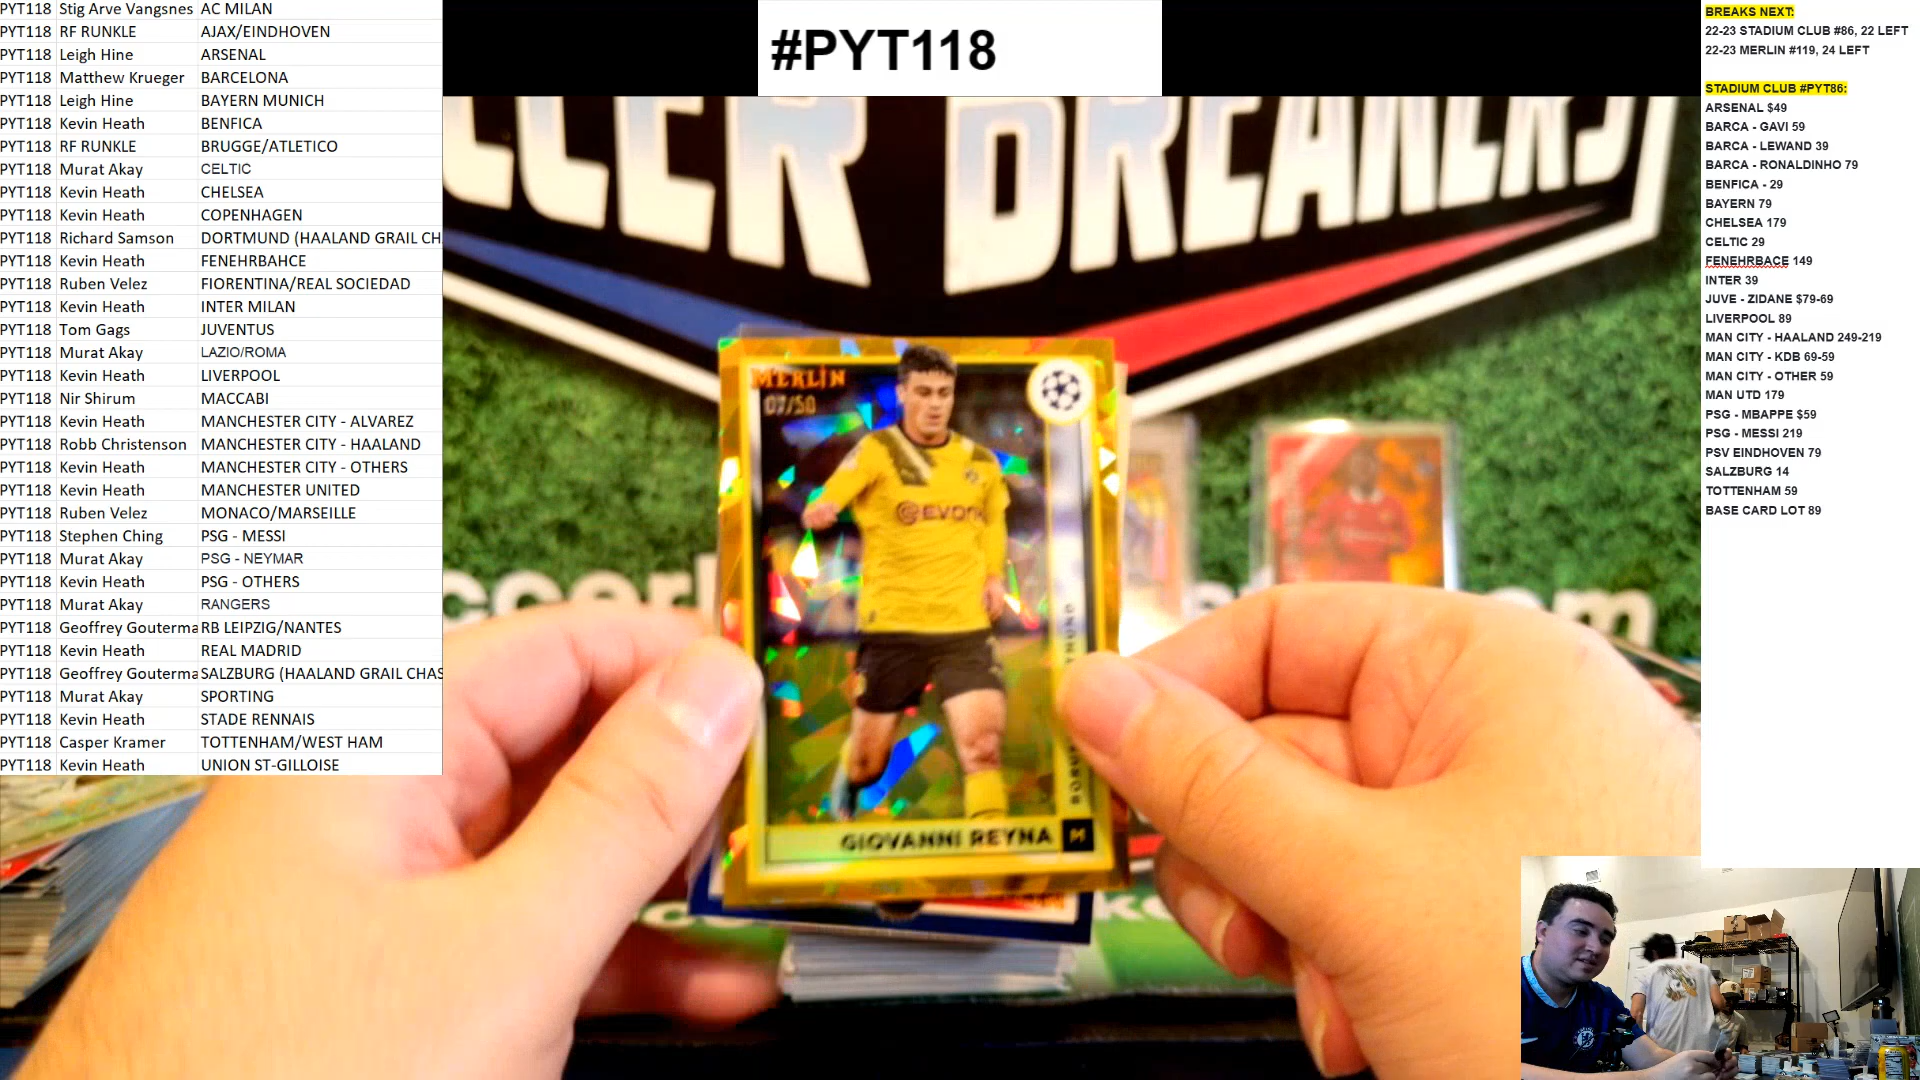 PYT118 Stig Arve Vangsnes AC MILAN
PYT118 RF RUNKLE AJAX/EINDHOVEN
PYT118 Leigh Hine ARSENAL
PYT118 Matthew Krueger BARCELONA
PYT118 Leigh Hine BAYERN MUNICH
PYT118 Kevin Heath BENFICA
PYT118 RF RUNKLE BRUGGE/ATLETICO
PYT118 Murat Akay CELTIC
PYT118 Kevin Heath CHELSEA
PYT118 Kevin Heath COPENHAGEN
PYT118 Richard Samson DORTMUND (HAALAND GRAIL CH
PYT118 Kevin Heath FENEHRBAHCE
PYT118 Ruben Velez FIORENTINA/REAL SOCIEDAD
PYT118 Kevin Heath INTER MILAN
PYT118 Tom Gags JUVENTUS
PYT118 Murat Akay LAZIO/ROMA
PYT118 Kevin Heath LIVERPOOL
PYT118 Nir Shirum MACCABI
PYT118 Kevin Heath MANCHESTER CITY - ALVAREZ
PYT118 Robb Christenson MANCHESTER CITY - HAALAND
PYT118 Kevin Heath MANCHESTER CITY - OTHERS
PYT118 Kevin Heath MANCHESTER UNITED
PYT118 Ruben Velez MONACO/MARSEILLE
PYT118 Stephen Ching PSG - MESSI
PYT118 Murat Akay PSG - NEYMAR
PYT118 Kevin Heath PSG - OTHERS
PYT118 Murat Akay RANGERS
PYT118 Geoffrey Gouterma RB LEIPZIG/NANTES
PYT118 Kevin Heath REAL MADRID
PYT118 Geoffrey Gouterma SALZBURG (HAALAND GRAIL CHAS
PYT118 Murat Akay SPORTING
PYT118 Kevin Heath STADE RENNAIS
PYT118 Casper Kramer TOTTENHAM/WEST HAM
PYT118 Kevin Heath UNION ST-GILLOISE
#PYT118
CCER BREAKERS
MERLIN
07/50
EVON
GIOVANNI REYNA M
BREAKS NEXT:
22-23 STADIUM CLUB #86, 22 LEFT
22-23 MERLIN #119, 24 LEFT
STADIUM CLUB #PYT86:
ARSENAL $49
BARCA - GAVI 59
BARCA - LEWAND 39
BARCA - RONALDINHO 79
BENFICA - 29
BAYERN 79
CHELSEA 179
CELTIC 29
FENEHRBACE 149
INTER 39
JUVE - ZIDANE $79-69
LIVERPOOL 89
MAN CITY - HAALAND 249-219
MAN CITY - KDB 69-59
MAN CITY - OTHER 59
MAN UTD 179
PSG - MBAPPE $59
PSG - MESSI 219
PSV EINDHOVEN 79
SALZBURG 14
TOTTENHAM 59
BASE CARD LOT 89